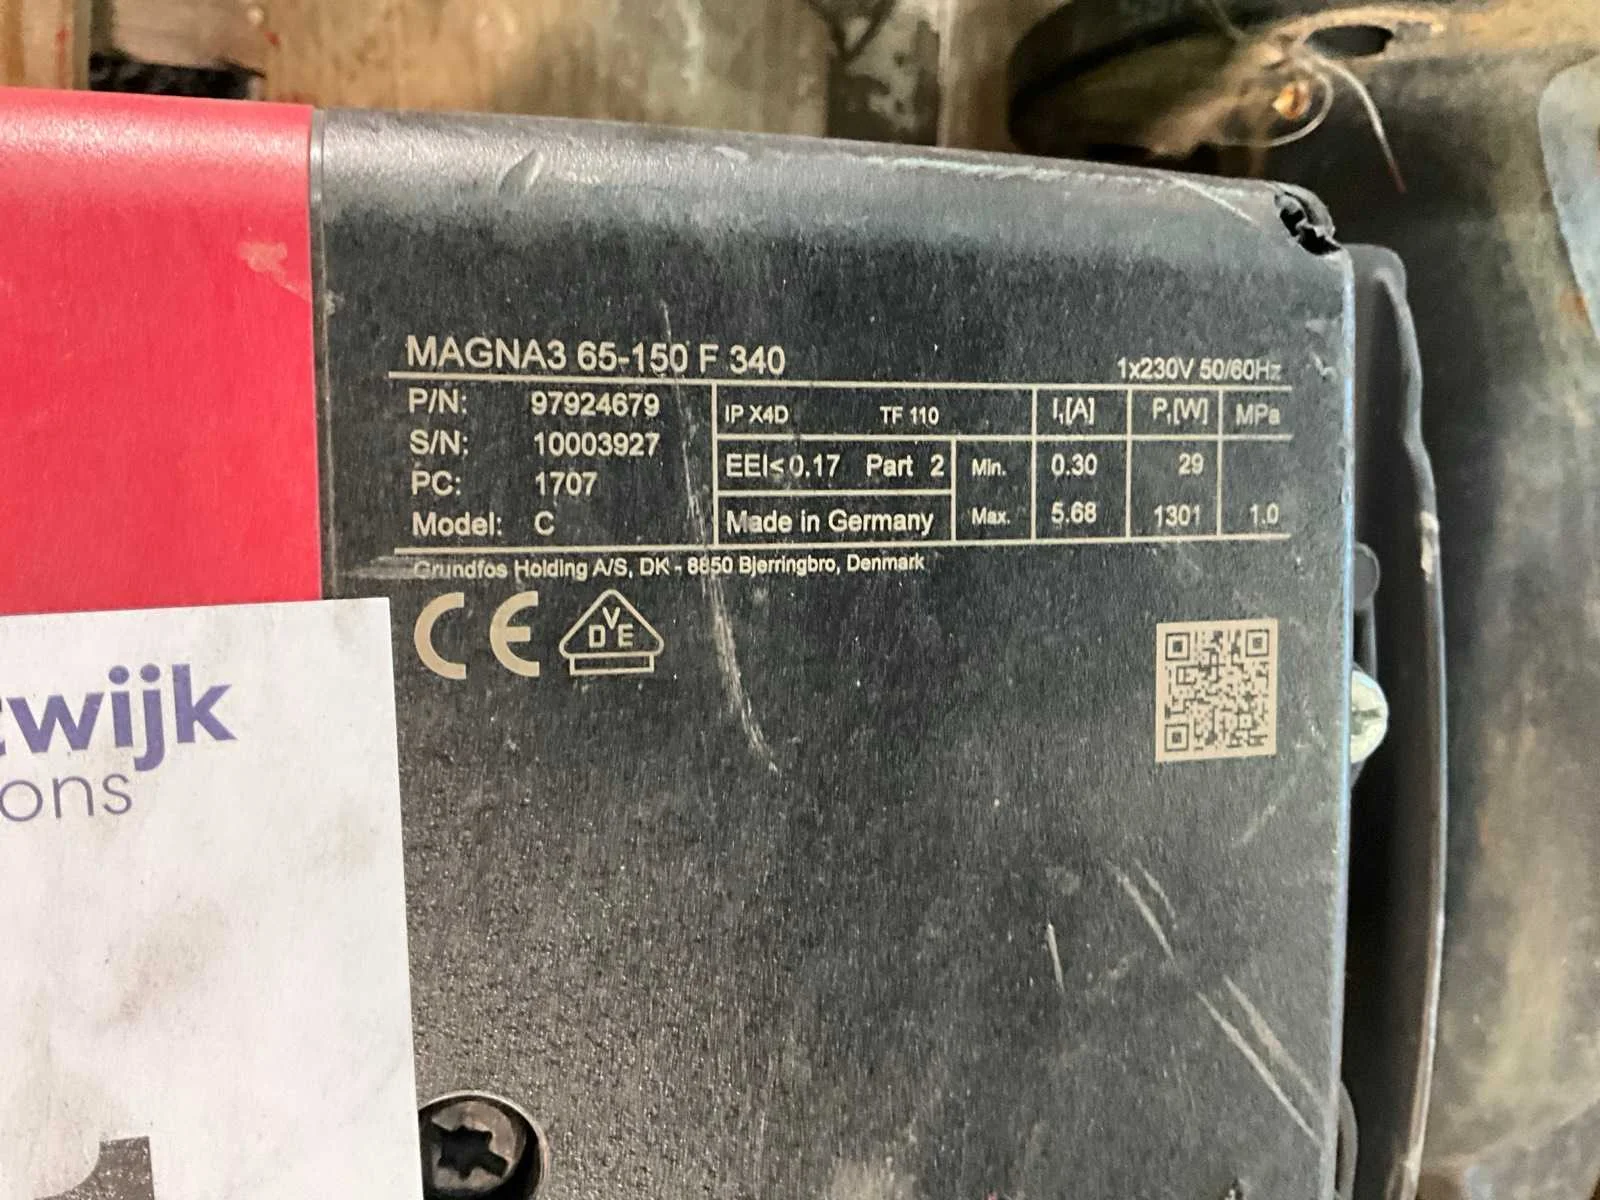 MAGNA3 65-150 F 340
1x230V 50/60Hz
P/N: 97924679
S/N: 10003927
PC: 1707
Model: C
IP X4D TF 110 I₁[A] P₁[W] MPa
EEI≤0.17 Part 2 Min. 0.30 29
Made in Germany Max. 5.68 1301 1.0
Grundfos Holding A/S, DK - 8850 Bjerringbro, Denmark
CE
DVE
wijk
ons